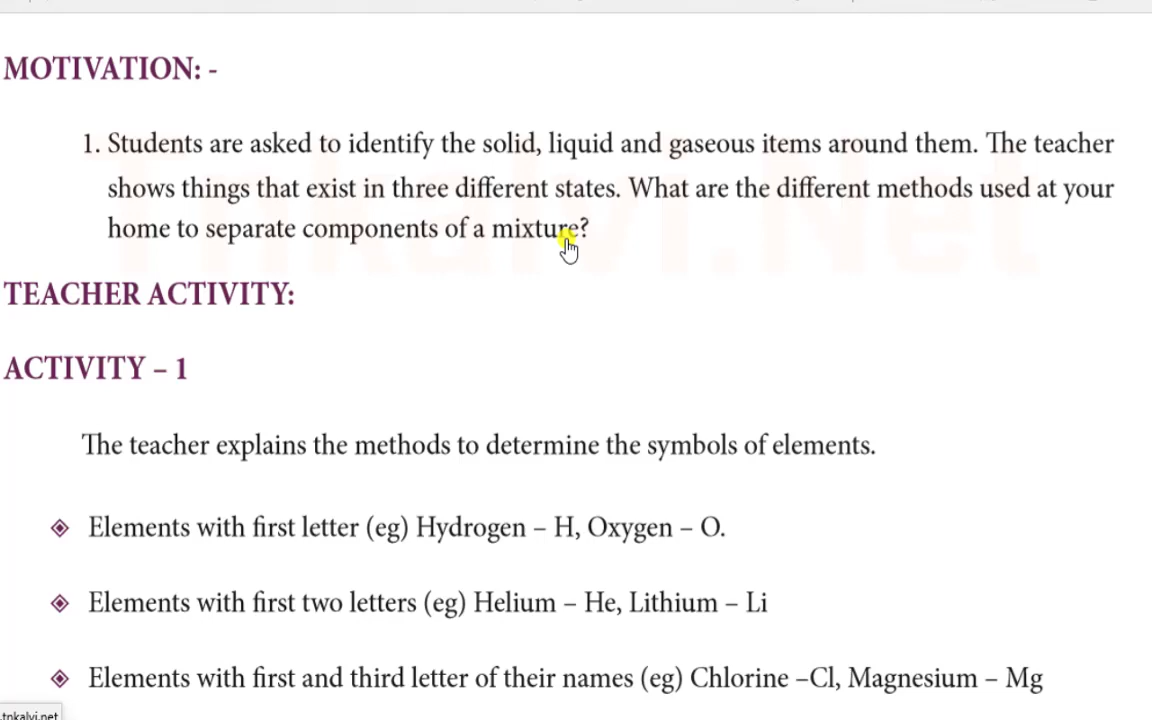 MOTIVATION: -
1. Students are asked to identify the solid, liquid and gaseous items around them. The teacher
shows things that exist in three different states. What are the different methods used at your
home to separate components of a mixture?
Tnkalvi.Net
TEACHER ACTIVITY:
ACTIVITY – 1
The teacher explains the methods to determine the symbols of elements.
Elements with first letter (eg) Hydrogen – H, Oxygen – O.
Elements with first two letters (eg) Helium – He, Lithium – Li
Elements with first and third letter of their names (eg) Chlorine –Cl, Magnesium – Mg
.tnkalvi.net